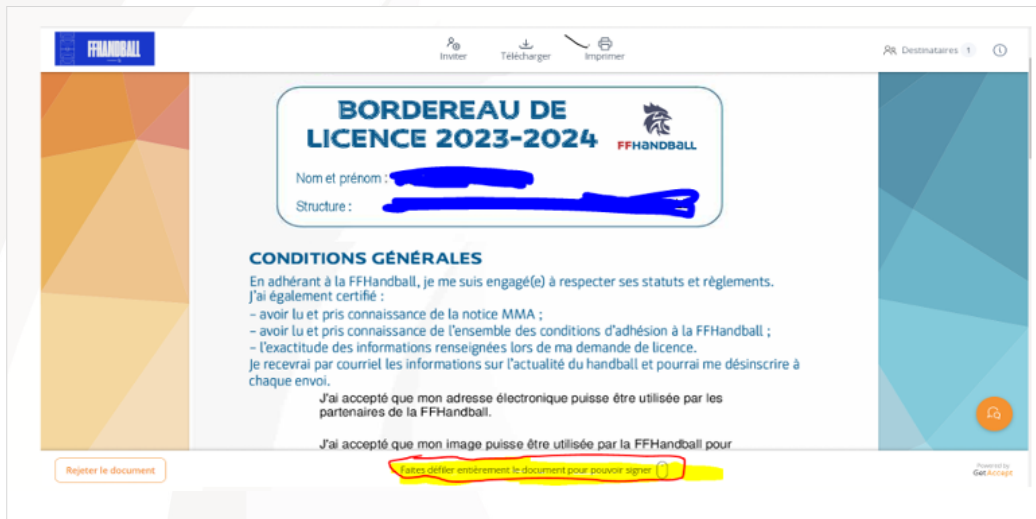 FFHANDBALL
Inviter Télécharger Imprimer
Destinataires 1
BORDEREAU DE
LICENCE 2023-2024
FFHANDBALL
Nom et prénom :
Structure :
CONDITIONS GÉNÉRALES
En adhérant à la FFHandball, je me suis engagé(e) à respecter ses statuts et règlements.
J'ai également certifié :
– avoir lu et pris connaissance de la notice MMA ;
– avoir lu et pris connaissance de l'ensemble des conditions d'adhésion à la FFHandball ;
– l'exactitude des informations renseignées lors de ma demande de licence.
Je recevrai par courriel les informations sur l'actualité du handball et pourrai me désinscrire à
chaque envoi.
J'ai accepté que mon adresse électronique puisse être utilisée par les
partenaires de la FFHandball.
J'ai accepté que mon image puisse être utilisée par la FFHandball pour
Rejeter le document
Faites défiler entièrement le document pour pouvoir signer
Powered by
GetAccept